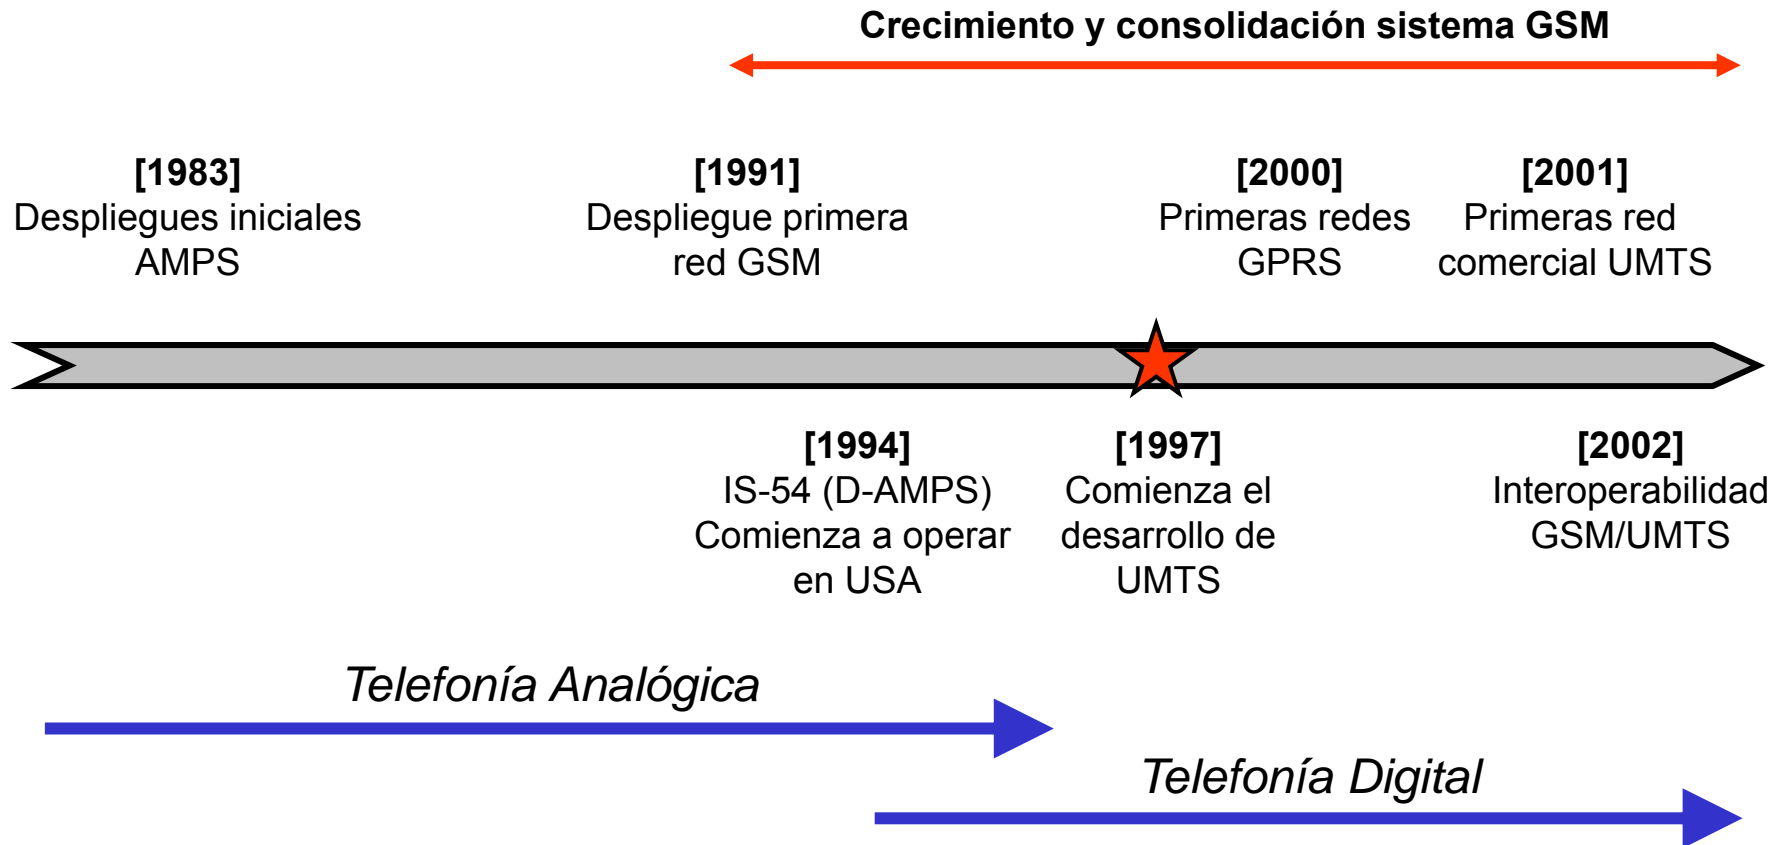 Crecimiento y consolidación sistema GSM
[1983]
Despliegues iniciales
AMPS
[1991]
Despliegue primera
red GSM
[2000]
Primeras redes
GPRS
[2001]
Primeras red
comercial UMTS
[1994]
IS-54 (D-AMPS)
Comienza a operar
en USA
[1997]
Comienza el
desarrollo de
UMTS
[2002]
Interoperabilidad
GSM/UMTS
Telefonía Analógica
Telefonía Digital